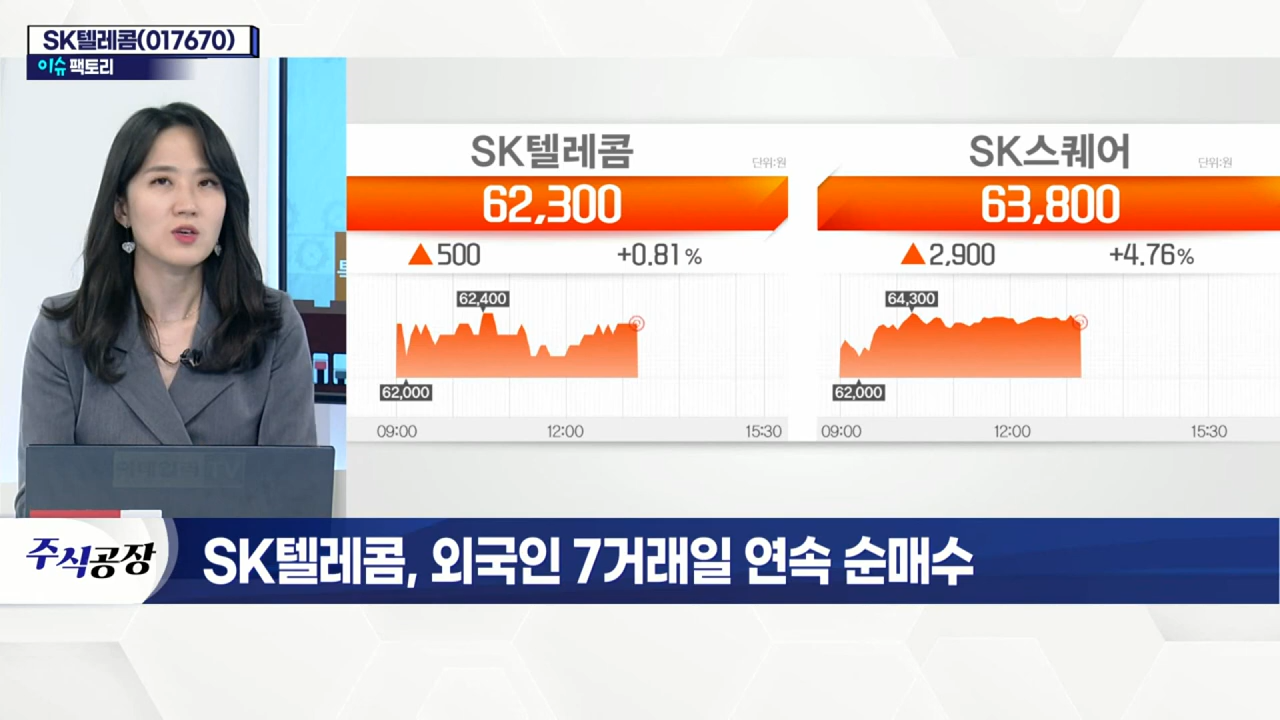 SK텔레콤(017670)
이슈 팩토리
SK텔레콤
단위:원
62,300
▲500 +0.81%
62,400
62,000
09:00 12:00 15:30
SK스퀘어
단위:원
63,800
▲2,900 +4.76%
64,300
62,000
09:00 12:00 15:30
주식공장
SK텔레콤, 외국인 7거래일 연속 순매수